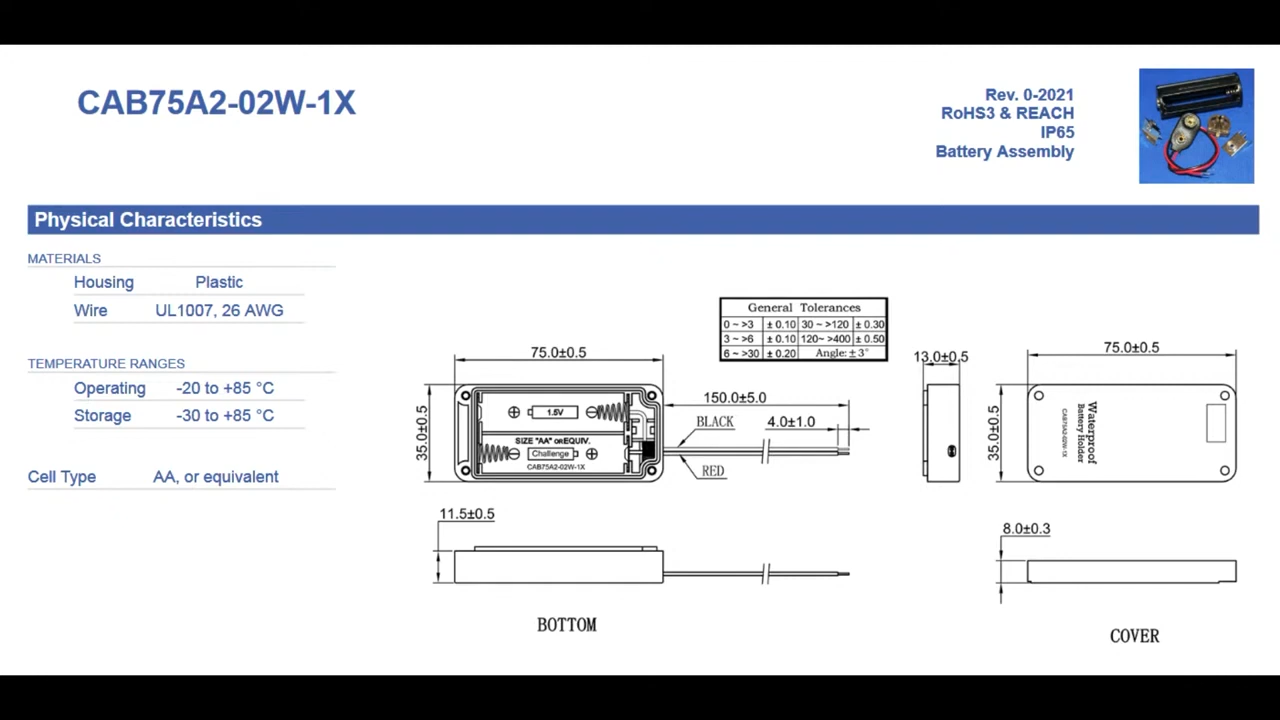 CAB75A2-02W-1X
Rev. 0-2021
RoHS3 & REACH
IP65
Battery Assembly
Physical Characteristics
MATERIALS
Housing Plastic
Wire UL1007, 26 AWG
TEMPERATURE RANGES
Operating -20 to +85 °C
Storage -30 to +85 °C
Cell Type AA, or equivalent
General Tolerances
0 ~ >3 ± 0.10 30 ~ >120 ± 0.30
3 ~ >6 ± 0.10 120~ >400 ± 0.50
6 ~ >30 ± 0.20 Angle: ± 3°
75.0±0.5
35.0±0.5
1.5V
SIZE "AA" OR EQUIV.
Challenge
CAB75A2-02W-1X
150.0±5.0
BLACK
4.0±1.0
RED
11.5±0.5
BOTTOM
13.0±0.5
75.0±0.5
35.0±0.5
Waterproof
Battery Holder
CAB75A2-02W-1X
8.0±0.3
COVER